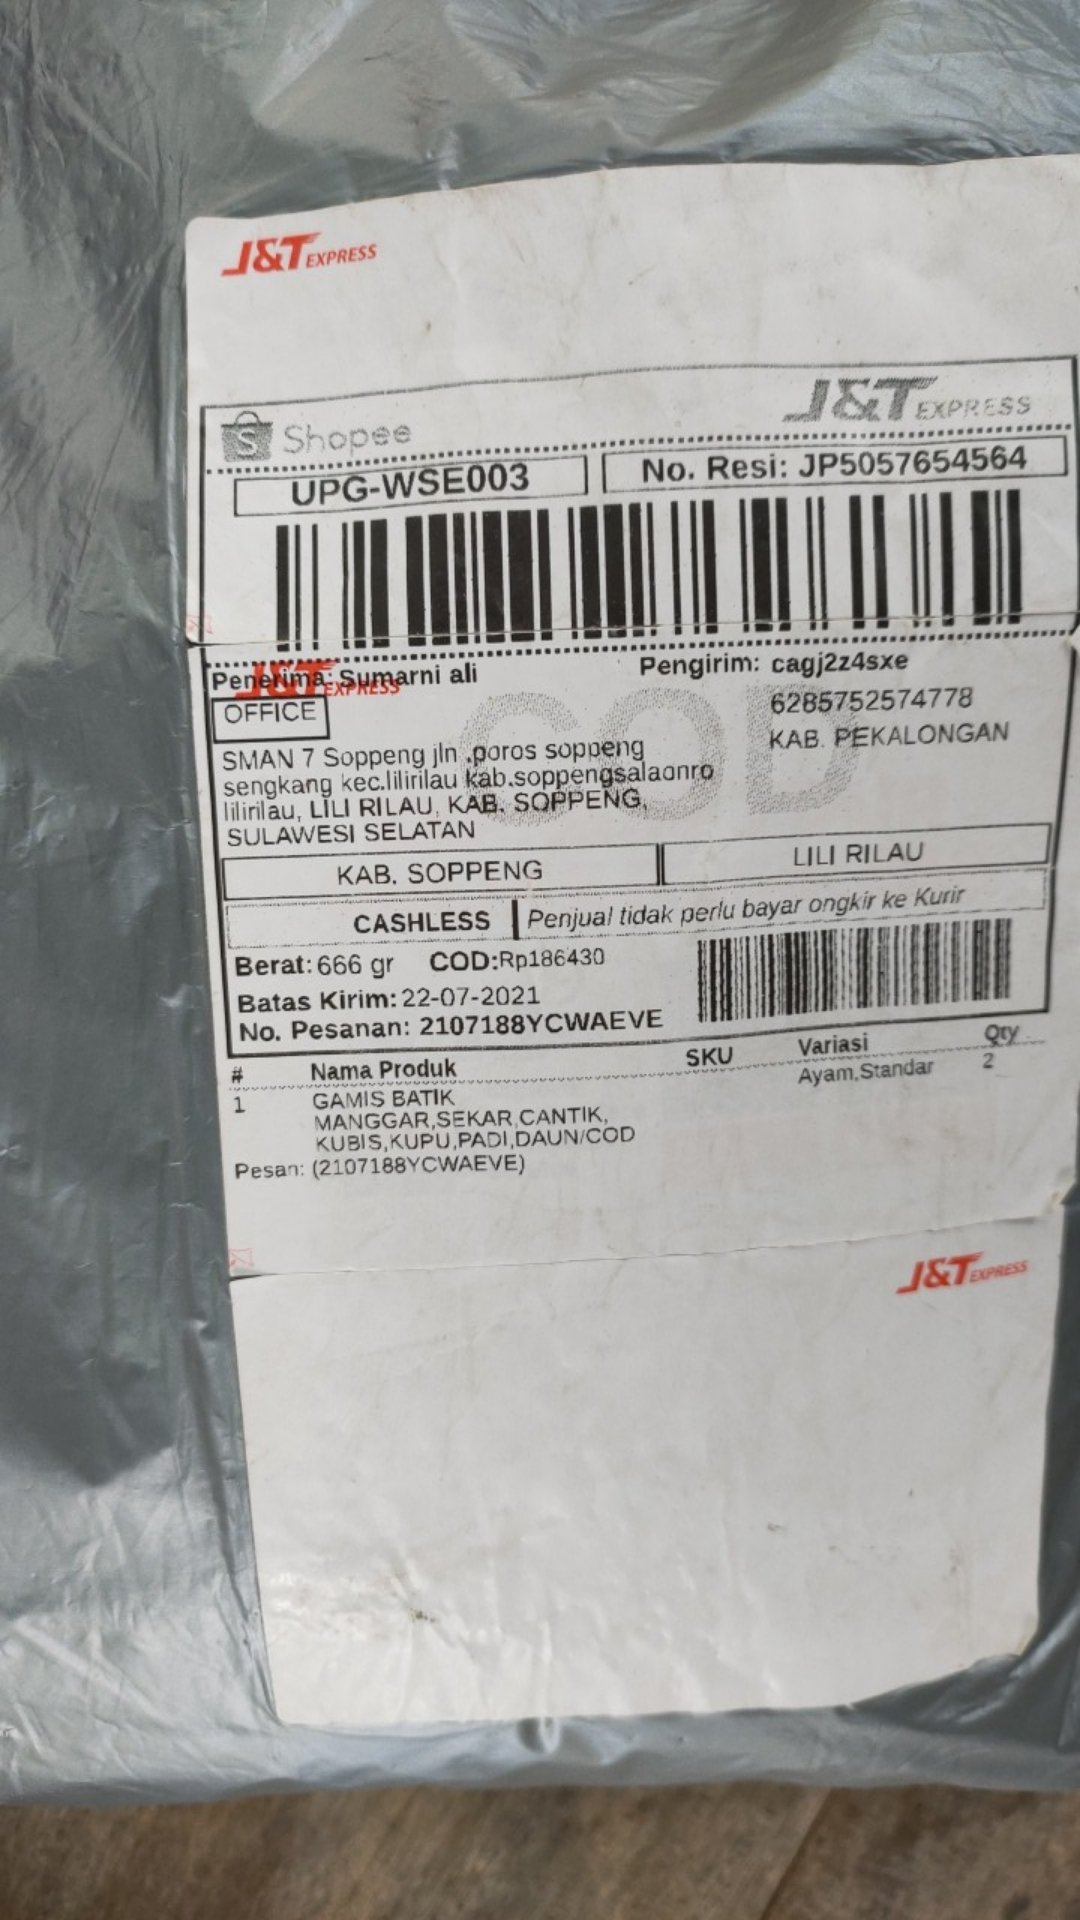 J&T EXPRESS
Shopee
J&T EXPRESS
UPG-WSE003
No. Resi: JP5057654564
Penerima: Sumarni ali
J&T EXPRESS
Pengirim: cagj2z4sxe
OFFICE
6285752574778
KAB. PEKALONGAN
COD
SMAN 7 Soppeng jln .poros soppeng
sengkang kec.lilirilau kab.soppengsalaonro
lilirilau, LILI RILAU, KAB. SOPPENG,
SULAWESI SELATAN
KAB. SOPPENG
LILI RILAU
CASHLESS
Penjual tidak perlu bayar ongkir ke Kurir
Berat: 666 gr COD:Rp186430
Batas Kirim: 22-07-2021
No. Pesanan: 2107188YCWAEVE
# Nama Produk SKU Variasi Qty
1 GAMIS BATIK Ayam,Standar 2
MANGGAR,SEKAR,CANTIK,
KUBIS,KUPU,PADI,DAUN/COD
Pesan: (2107188YCWAEVE)
J&T EXPRESS